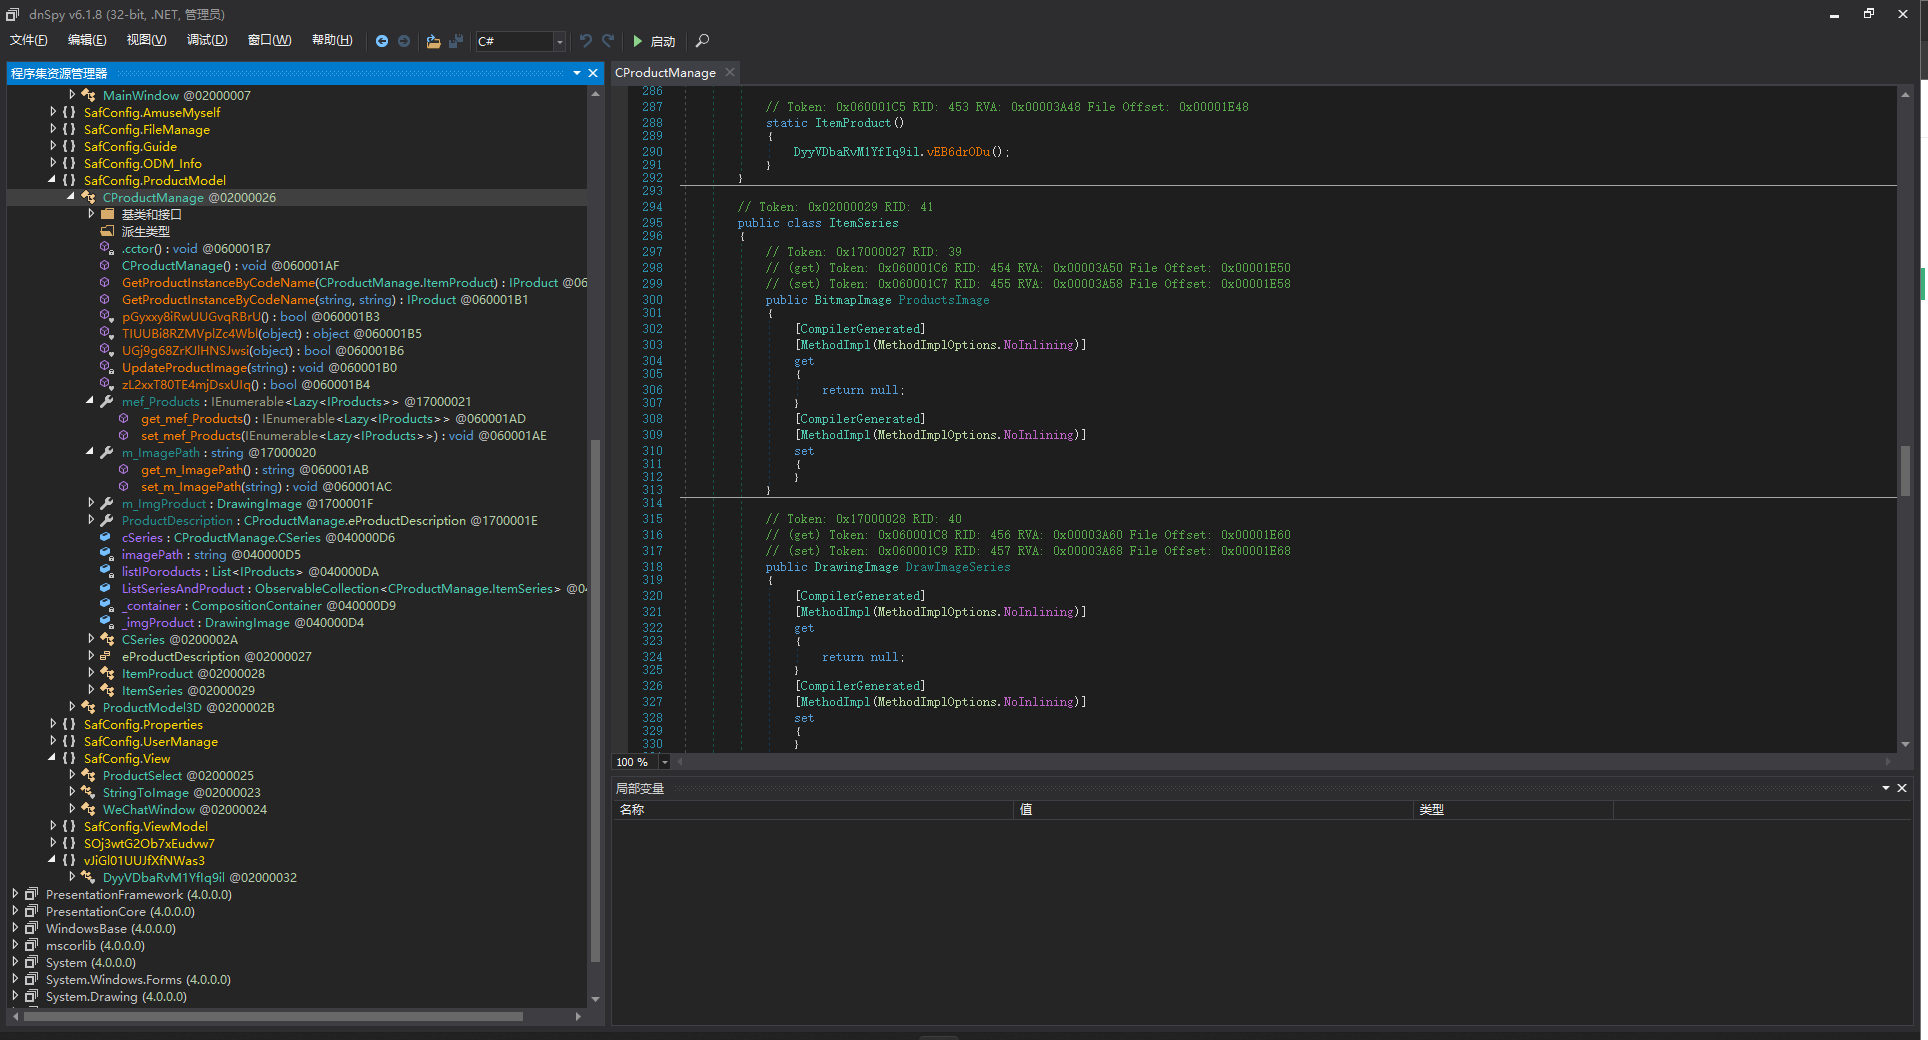 dnSpy v6.1.8 (32-bit, .NET, 管理员)
文件(F) 编辑(E) 视图(V) 调试(D) 窗口(W) 帮助(H) C# 启动
程序集资源管理器
MainWindow @02000007
SafConfig.AmuseMyself
SafConfig.FileManage
SafConfig.Guide
SafConfig.ODM_Info
SafConfig.ProductModel
CProductManage @02000026
基类和接口
派生类型
.cctor() : void @060001B7
CProductManage() : void @060001AF
GetProductInstanceByCodeName(CProductManage.ItemProduct) : IProduct @06
GetProductInstanceByCodeName(string, string) : IProduct @060001B1
pGyxxy8iRwUUGvqRBrU() : bool @060001B3
TIUUBi8RZMVplZc4Wbl(object) : object @060001B5
UGj9g68ZrKJlHNSJwsi(object) : bool @060001B6
UpdateProductImage(string) : void @060001B0
zL2xxT80TE4mjDsxUIq() : bool @060001B4
mef_Products : IEnumerable<Lazy<IProducts>> @17000021
get_mef_Products() : IEnumerable<Lazy<IProducts>> @060001AD
set_mef_Products(IEnumerable<Lazy<IProducts>>) : void @060001AE
m_ImagePath : string @17000020
get_m_ImagePath() : string @060001AB
set_m_ImagePath(string) : void @060001AC
m_ImgProduct : DrawingImage @1700001F
ProductDescription : CProductManage.eProductDescription @1700001E
cSeries : CProductManage.CSeries @040000D6
imagePath : string @040000D5
listIPoroducts : List<IProducts> @040000DA
ListSeriesAndProduct : ObservableCollection<CProductManage.ItemSeries> @04
_container : CompositionContainer @040000D9
_imgProduct : DrawingImage @040000D4
CSeries @0200002A
eProductDescription @02000027
ItemProduct @02000028
ItemSeries @02000029
ProductModel3D @0200002B
SafConfig.Properties
SafConfig.UserManage
SafConfig.View
ProductSelect @02000025
StringToImage @02000023
WeChatWindow @02000024
SafConfig.ViewModel
SOj3wtG2Ob7xEudvw7
vJiGl01UUJfXfNWas3
DyyVDbaRvM1YfIq9il @02000032
PresentationFramework (4.0.0.0)
PresentationCore (4.0.0.0)
WindowsBase (4.0.0.0)
mscorlib (4.0.0.0)
System (4.0.0.0)
System.Windows.Forms (4.0.0.0)
System.Drawing (4.0.0.0)
CProductManage
286
287 // Token: 0x060001C5 RID: 453 RVA: 0x00003A48 File Offset: 0x00001E48
288 static ItemProduct()
289 {
290 DyyVDbaRvM1YfIq9il.vEB6drODu();
291 }
292 }
293
294 // Token: 0x02000029 RID: 41
295 public class ItemSeries
296 {
297 // Token: 0x17000027 RID: 39
298 // (get) Token: 0x060001C6 RID: 454 RVA: 0x00003A50 File Offset: 0x00001E50
299 // (set) Token: 0x060001C7 RID: 455 RVA: 0x00003A58 File Offset: 0x00001E58
300 public BitmapImage ProductsImage
301 {
302 [CompilerGenerated]
303 [MethodImpl(MethodImplOptions.NoInlining)]
304 get
305 {
306 return null;
307 }
308 [CompilerGenerated]
309 [MethodImpl(MethodImplOptions.NoInlining)]
310 set
311 {
312 }
313 }
314
315 // Token: 0x17000028 RID: 40
316 // (get) Token: 0x060001C8 RID: 456 RVA: 0x00003A60 File Offset: 0x00001E60
317 // (set) Token: 0x060001C9 RID: 457 RVA: 0x00003A68 File Offset: 0x00001E68
318 public DrawingImage DrawImageSeries
319 {
320 [CompilerGenerated]
321 [MethodImpl(MethodImplOptions.NoInlining)]
322 get
323 {
324 return null;
325 }
326 [CompilerGenerated]
327 [MethodImpl(MethodImplOptions.NoInlining)]
328 set
329 {
330 }
100 %
局部变量
名称 值 类型